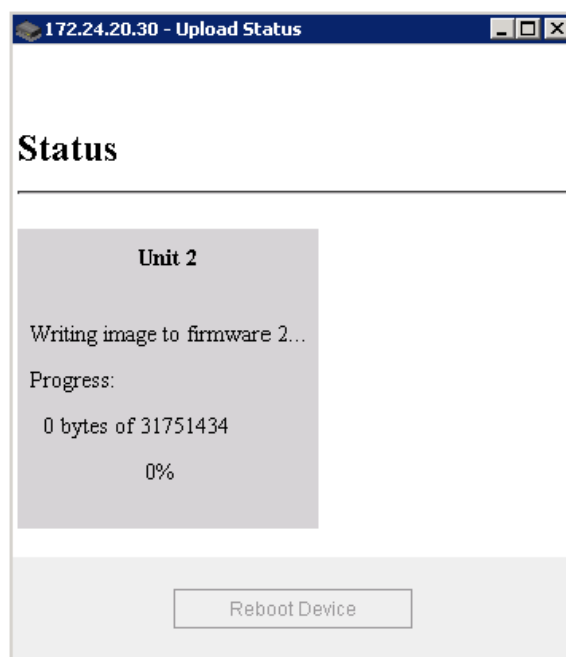 172.24.20.30 - Upload Status
Status
Unit 2
Writing image to firmware 2...
Progress:
0 bytes of 31751434
0%
Reboot Device